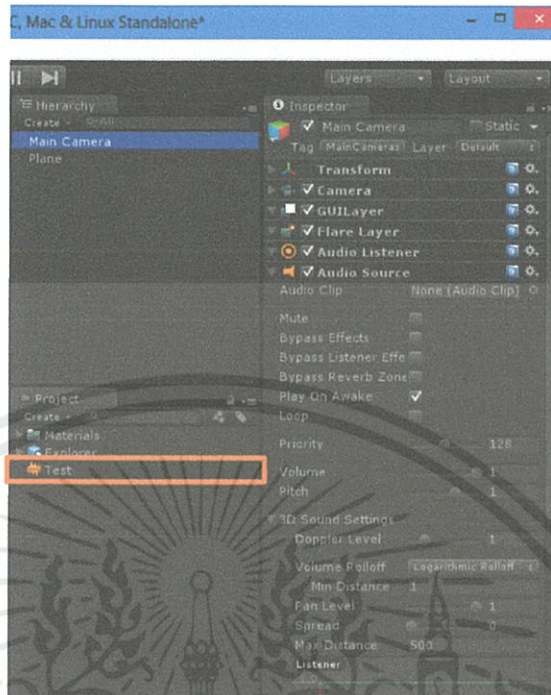 C, Mac & Linux Standalone*
Layers
Layout
Hierarchy
Create
All
Main Camera
Plane
Inspector
Main Camera
Static
Tag MainCamera Layer Default
Transform
Camera
GUILayer
Flare Layer
Audio Listener
Audio Source
Audio Clip None (Audio Clip)
Mute
Bypass Effects
Bypass Listener Effe
Bypass Reverb Zone
Play On Awake
Loop
Priority 128
Volume 1
Pitch 1
3D Sound Settings
Doppler Level 1
Volume Rolloff Logarithmic Rolloff
Min Distance 1
Pan Level 1
Spread 0
Max Distance 500
Listener
Project
Create
Materials
Explorer
Test